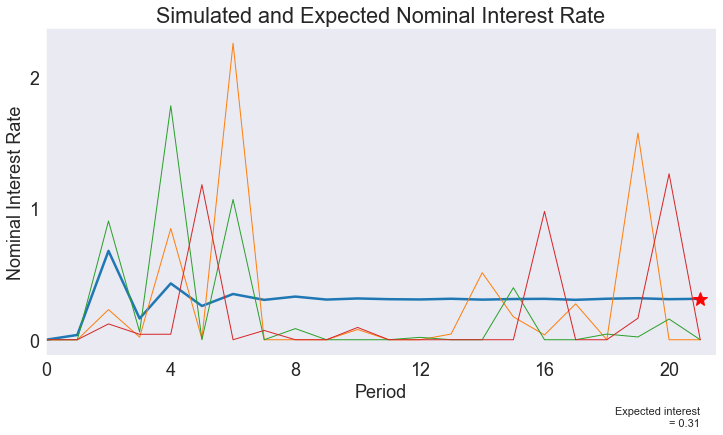 Simulated and Expected Nominal Interest Rate
Nominal Interest Rate
2
1
0
0 4 8 12 16 20
Period
Expected interest
= 0.31